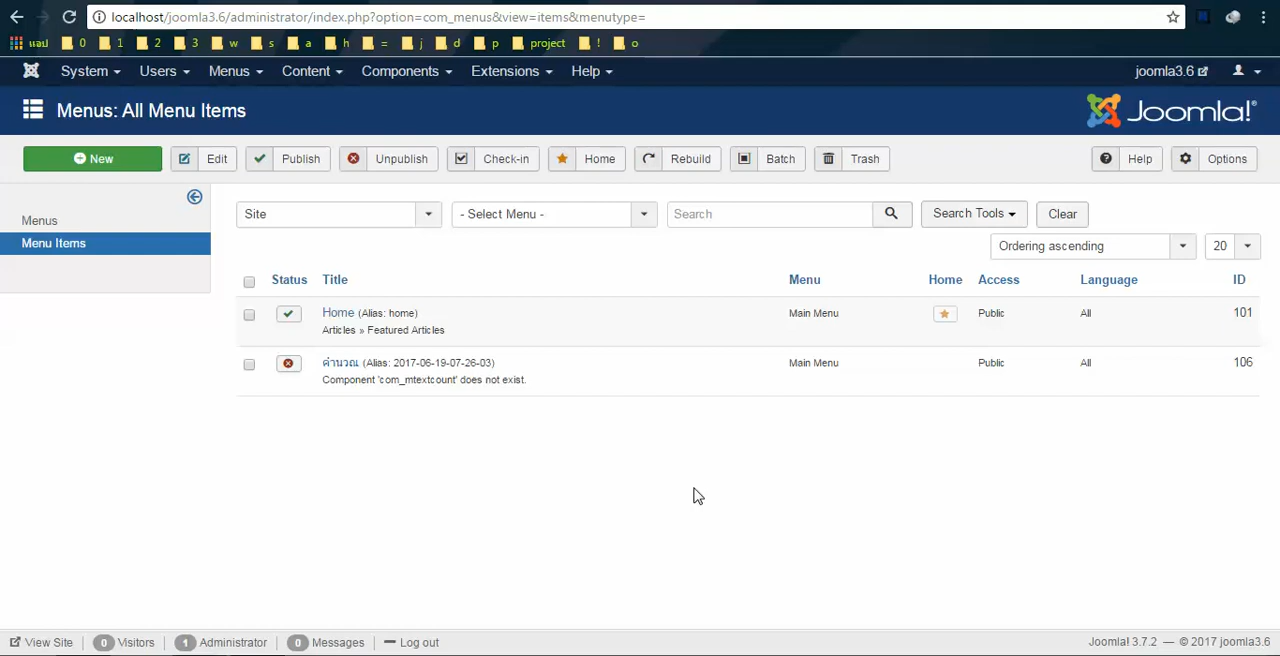 localhost/joomla3.6/administrator/index.php?option=com_menus&view=items&menutype=
แอป 0 1 2 3 w s a h = j d p project ! o
System Users Menus Content Components Extensions Help joomla3.6
Menus: All Menu Items Joomla!®
New Edit Publish Unpublish Check-in Home Rebuild Batch Trash Help Options
Site - Select Menu - Search Search Tools Clear
Menus
Menu Items
Ordering ascending 20
Status Title Menu Home Access Language ID
Home (Alias: home) Main Menu Public All 101
Articles » Featured Articles
คำนวณ (Alias: 2017-06-19-07-26-03) Main Menu Public All 106
Component 'com_mtextcount' does not exist.
View Site 0 Visitors 1 Administrator 0 Messages Log out Joomla! 3.7.2 — © 2017 joomla3.6